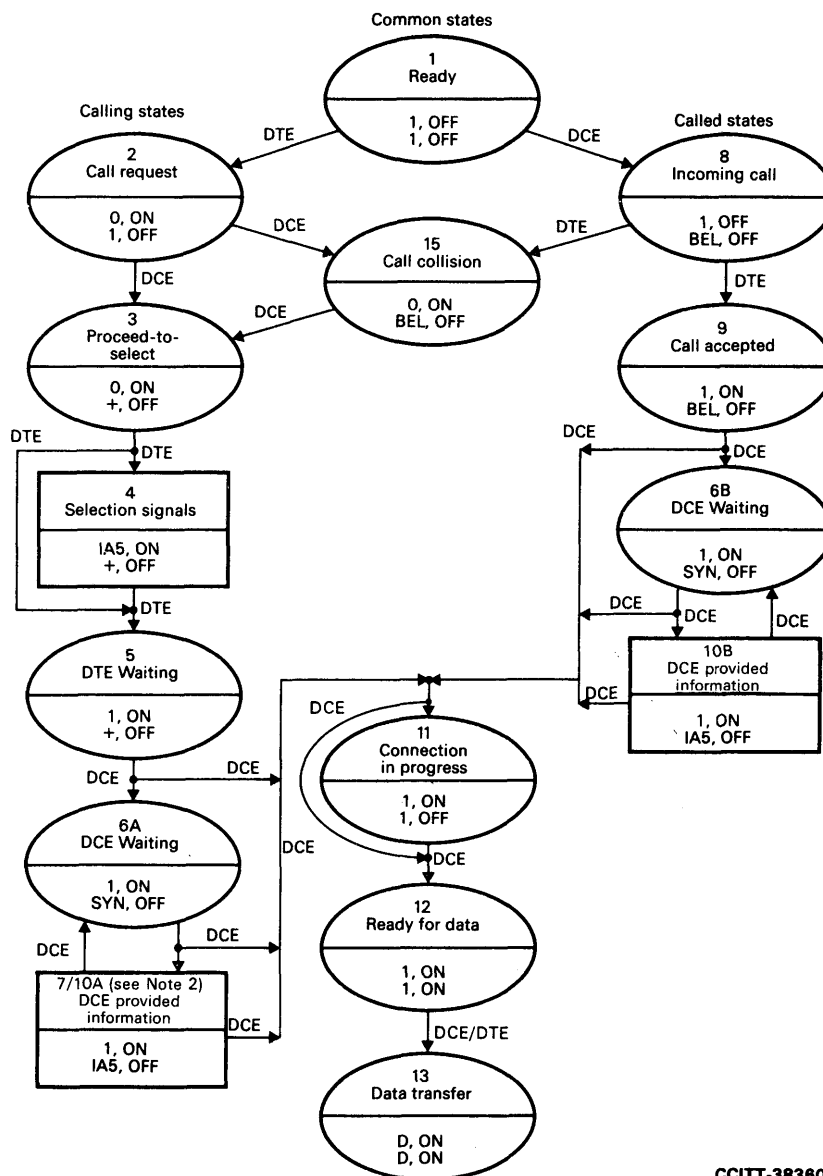 Common states
1
Ready
1, OFF
1, OFF
Calling states
Called states
DTE
DCE
2
Call request
0, ON
1, OFF
8
Incoming call
1, OFF
BEL, OFF
DCE
DTE
15
Call collision
0, ON
BEL, OFF
DCE
DCE
DTE
3
Proceed-to-
select
0, ON
+, OFF
9
Call accepted
1, ON
BEL, OFF
DTE
DTE
DCE
DCE
4
Selection signals
IA5, ON
+, OFF
6B
DCE Waiting
1, ON
SYN, OFF
DTE
DCE
DCE
DCE
5
DTE Waiting
1, ON
+, OFF
10B
DCE provided
information
1, ON
IA5, OFF
DCE
DCE
11
Connection
in progress
1, ON
1, OFF
DCE
DCE
DCE
DCE
6A
DCE Waiting
1, ON
SYN, OFF
12
Ready for data
1, ON
1, ON
DCE
DCE
7/10A (see Note 2)
DCE provided
information
1, ON
IA5, OFF
DCE
DCE/DTE
13
Data transfer
D, ON
D, ON
CCITT-38360